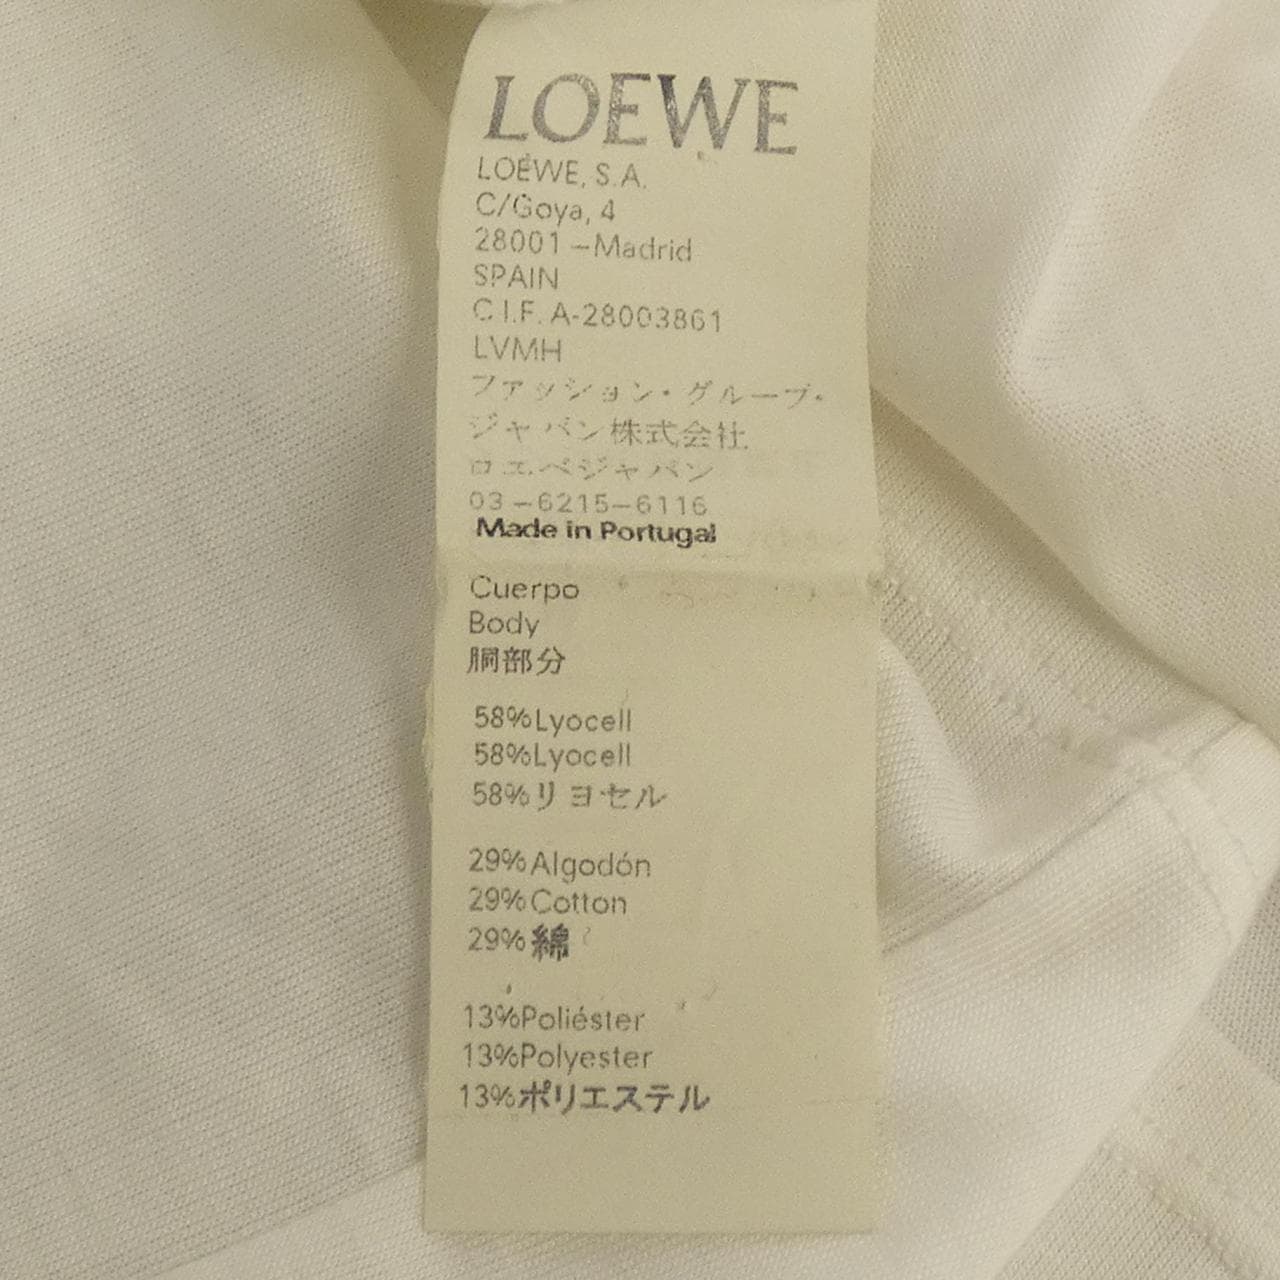 LOEWE
LOEWE, S.A.
C/Goya, 4
28001 –Madrid
SPAIN
C.I.F. A-28003861
LVMH
ファッション・グループ・
ジャパン株式会社
ロエベジャパン
03–6215–6116
Made in Portugal
Cuerpo
Body
胴部分
58%Lyocell
58%Lyocell
58%リヨセル
29%Algodón
29%Cotton
29%綿
13%Poliéster
13%Polyester
13%ポリエステル